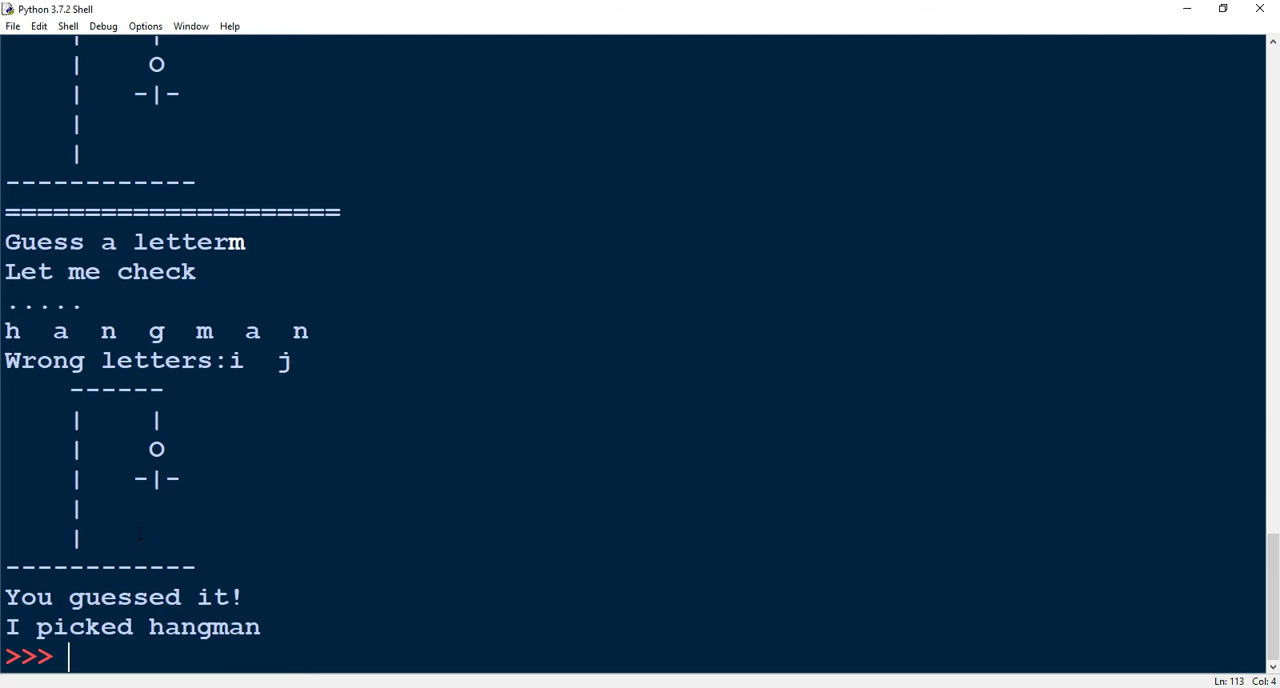 Python 3.7.2 Shell
File Edit Shell Debug Options Window Help
|    |
|    O
|   -|-
|
|
------------
=====================
Guess a letterm
Let me check
.....
h  a  n  g  m  a  n
Wrong letters:i  j
------
|    |
|    O
|   -|-
|
|
------------
You guessed it!
I picked hangman
>>>
Ln: 113 Col: 4